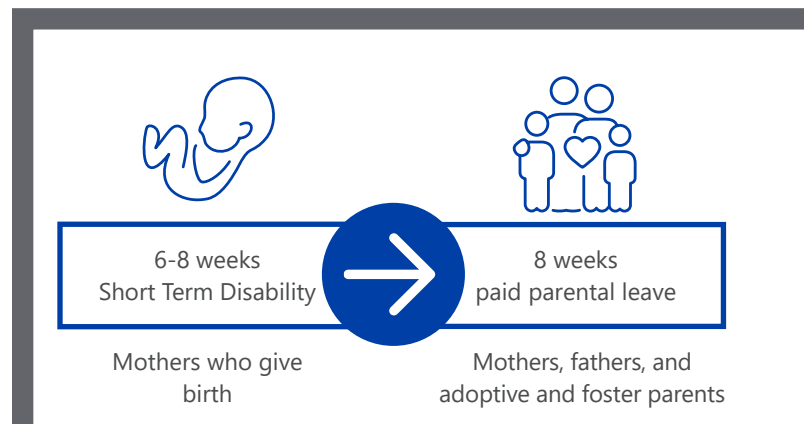 6-8 weeks
Short Term Disability
8 weeks
paid parental leave
Mothers who give
birth
Mothers, fathers, and
adoptive and foster parents